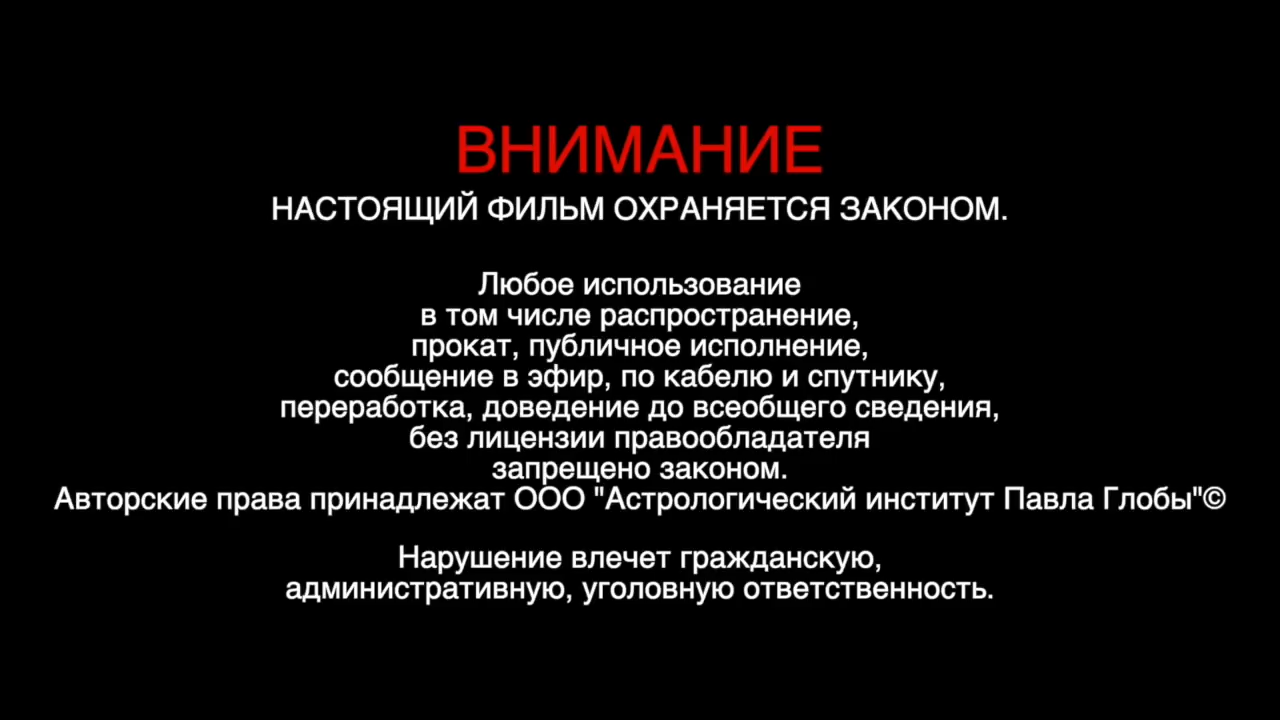 ВНИМАНИЕ
НАСТОЯЩИЙ ФИЛЬМ ОХРАНЯЕТСЯ ЗАКОНОМ.
Любое использование
в том числе распространение,
прокат, публичное исполнение,
сообщение в эфир, по кабелю и спутнику,
переработка, доведение до всеобщего сведения,
без лицензии правообладателя
запрещено законом.
Авторские права принадлежат ООО "Астрологический институт Павла Глобы"©
Нарушение влечет гражданскую,
административную, уголовную ответственность.